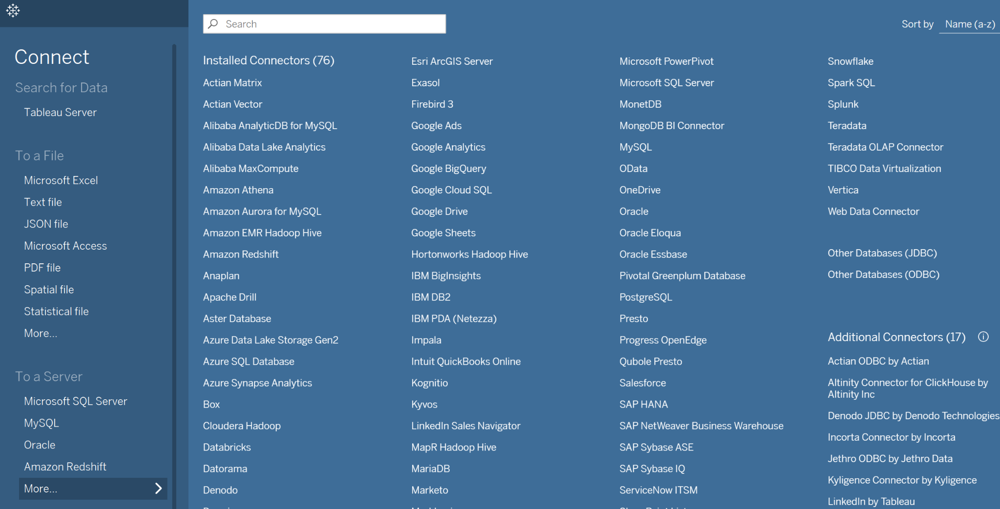 Connect
Search for Data
Tableau Server
To a File
Microsoft Excel
Text file
JSON file
Microsoft Access
PDF file
Spatial file
Statistical file
More...
To a Server
Microsoft SQL Server
MySQL
Oracle
Amazon Redshift
More...
Search
Sort by Name (a-z)
Installed Connectors (76)
Actian Matrix
Actian Vector
Alibaba AnalyticDB for MySQL
Alibaba Data Lake Analytics
Alibaba MaxCompute
Amazon Athena
Amazon Aurora for MySQL
Amazon EMR Hadoop Hive
Amazon Redshift
Anaplan
Apache Drill
Aster Database
Azure Data Lake Storage Gen2
Azure SQL Database
Azure Synapse Analytics
Box
Cloudera Hadoop
Databricks
Datorama
Denodo
Esri ArcGIS Server
Exasol
Firebird 3
Google Ads
Google Analytics
Google BigQuery
Google Cloud SQL
Google Drive
Google Sheets
Hortonworks Hadoop Hive
IBM BigInsights
IBM DB2
IBM PDA (Netezza)
Impala
Intuit QuickBooks Online
Kognitio
Kyvos
LinkedIn Sales Navigator
MapR Hadoop Hive
MariaDB
Marketo
Microsoft PowerPivot
Microsoft SQL Server
MonetDB
MongoDB BI Connector
MySQL
OData
OneDrive
Oracle
Oracle Eloqua
Oracle Essbase
Pivotal Greenplum Database
PostgreSQL
Presto
Progress OpenEdge
Qubole Presto
Salesforce
SAP HANA
SAP NetWeaver Business Warehouse
SAP Sybase ASE
SAP Sybase IQ
ServiceNow ITSM
Snowflake
Spark SQL
Splunk
Teradata
Teradata OLAP Connector
TIBCO Data Virtualization
Vertica
Web Data Connector
Other Databases (JDBC)
Other Databases (ODBC)
Additional Connectors (17)
Actian ODBC by Actian
Altinity Connector for ClickHouse by
Altinity Inc
Denodo JDBC by Denodo Technologies
Incorta Connector by Incorta
Jethro ODBC by Jethro Data
Kyligence Connector by Kyligence
LinkedIn by Tableau